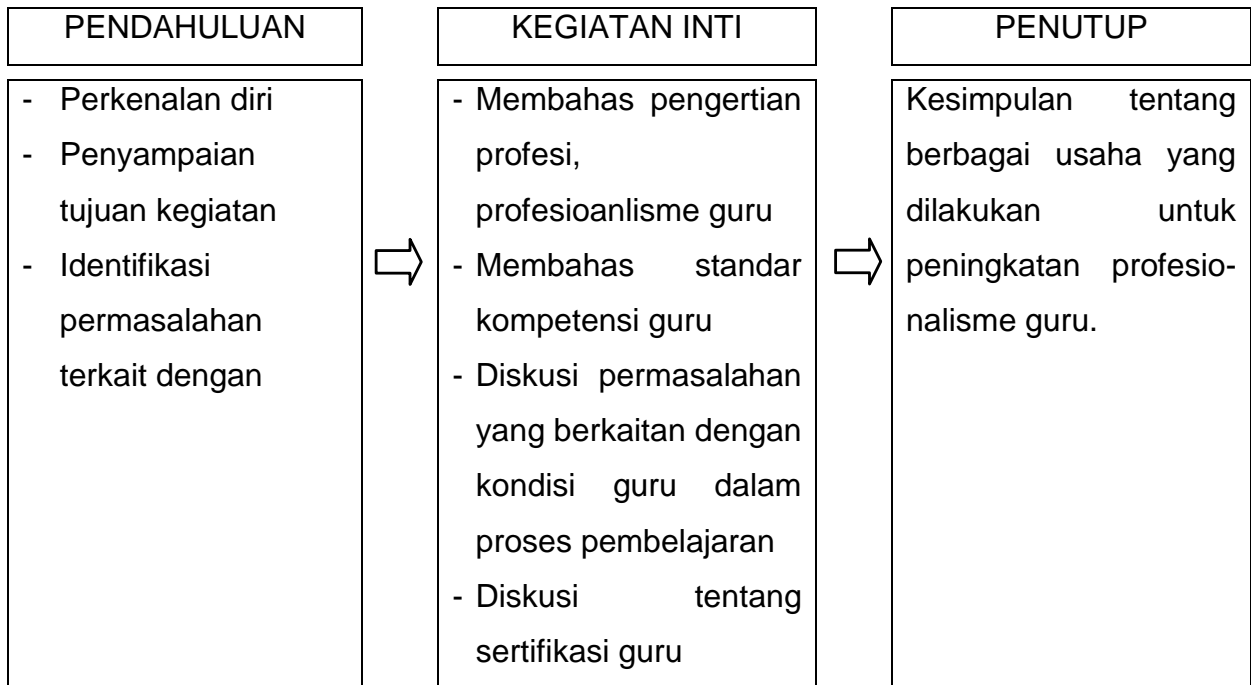 PENDAHULUAN
- Perkenalan diri
- Penyampaian
tujuan kegiatan
- Identifikasi
permasalahan
terkait dengan
KEGIATAN INTI
- Membahas pengertian
profesi,
profesioanlisme guru
- Membahas standar
kompetensi guru
- Diskusi permasalahan
yang berkaitan dengan
kondisi guru dalam
proses pembelajaran
- Diskusi tentang
sertifikasi guru
PENUTUP
Kesimpulan tentang
berbagai usaha yang
dilakukan untuk
peningkatan profesio-
nalisme guru.